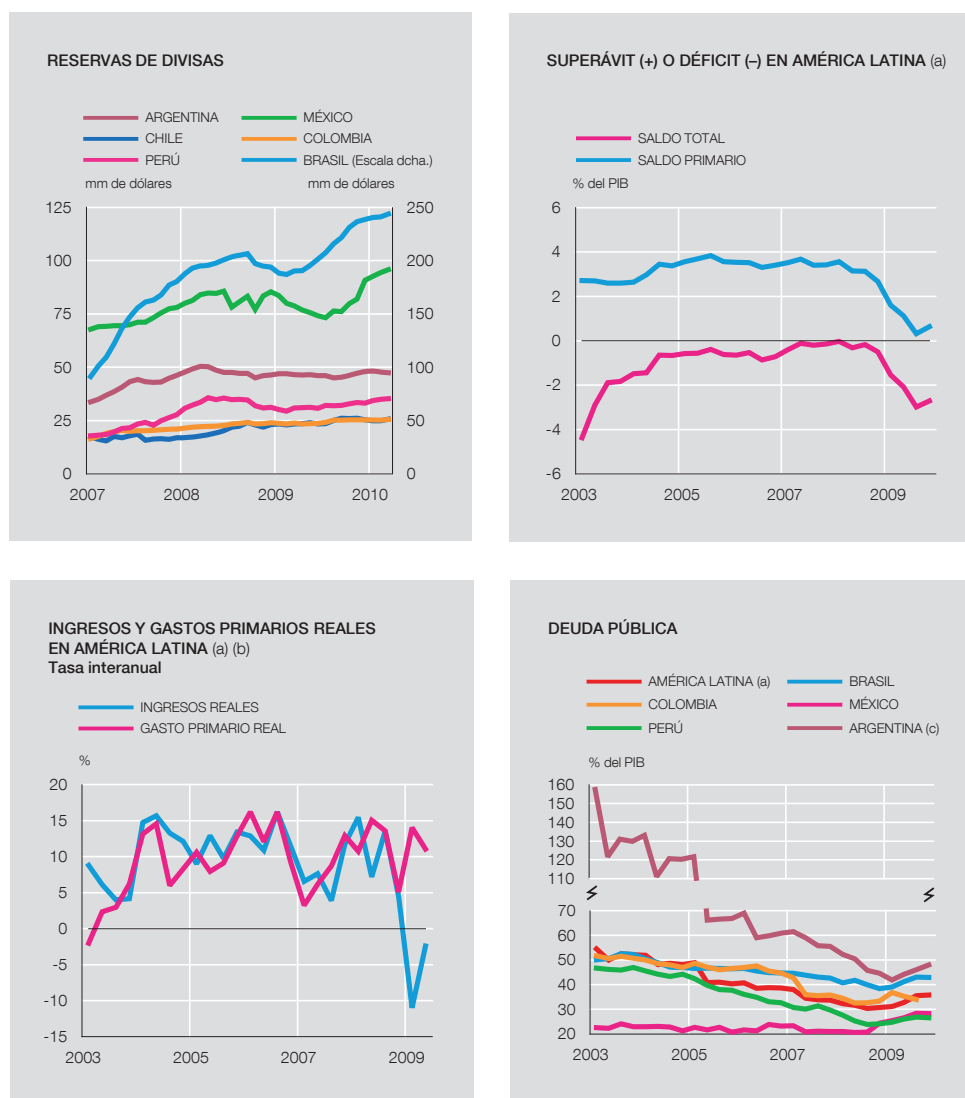 RESERVAS DE DIVISAS
ARGENTINA MÉXICO
CHILE COLOMBIA
PERÚ BRASIL (Escala dcha.)
mm de dólares mm de dólares
125 250
100 200
75 150
50 100
25 50
0 0
2007 2008 2009 2010
SUPERÁVIT (+) O DÉFICIT (–) EN AMÉRICA LATINA (a)
SALDO TOTAL
SALDO PRIMARIO
% del PIB
6
4
2
0
-2
-4
-6
2003 2005 2007 2009
INGRESOS Y GASTOS PRIMARIOS REALES
EN AMÉRICA LATINA (a) (b)
Tasa interanual
INGRESOS REALES
GASTO PRIMARIO REAL
%
20
15
10
5
0
-5
-10
-15
2003 2005 2007 2009
DEUDA PÚBLICA
AMÉRICA LATINA (a) BRASIL
COLOMBIA MÉXICO
PERÚ ARGENTINA (c)
% del PIB
160
150
140
130
120
110
70
60
50
40
30
20
2003 2005 2007 2009